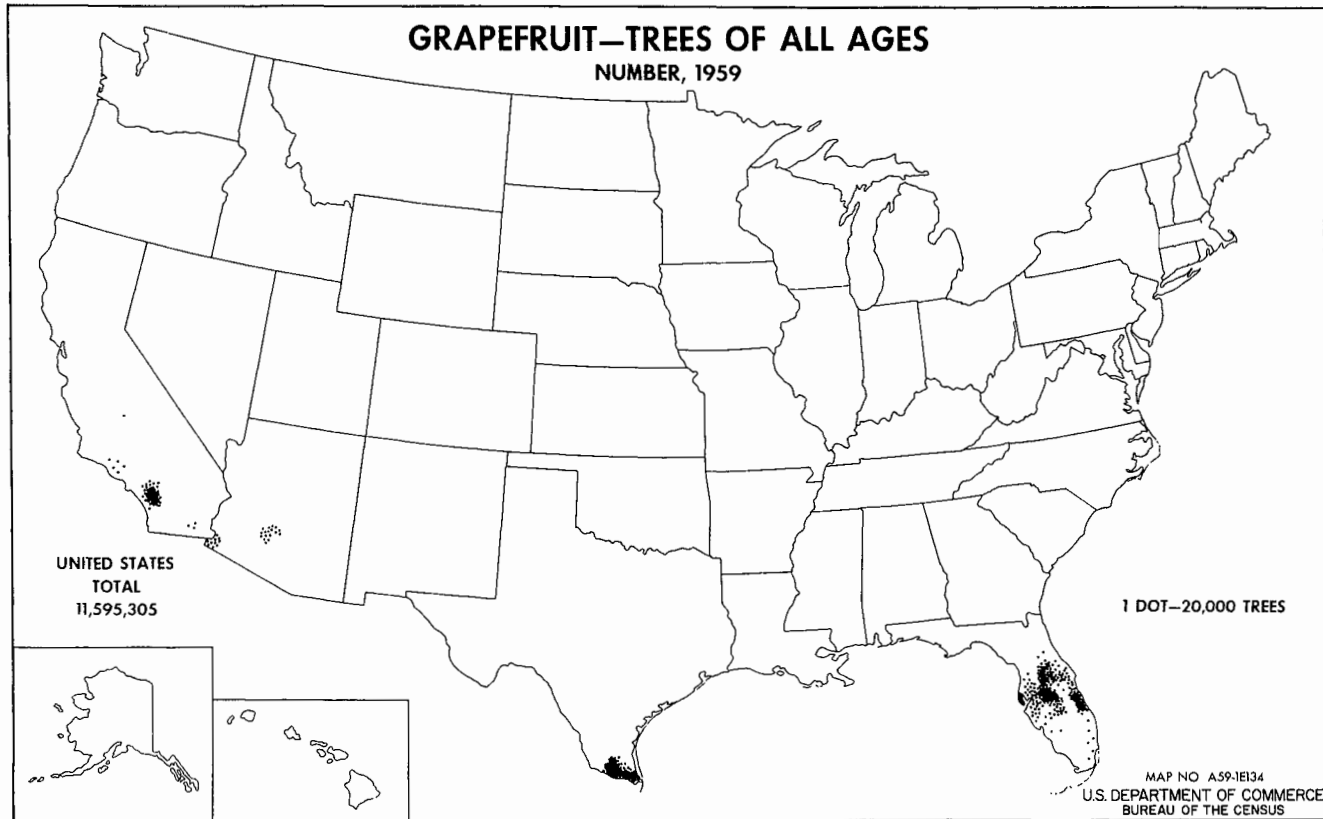 GRAPEFRUIT—TREES OF ALL AGES
NUMBER, 1959
UNITED STATES
TOTAL
11,595,305
1 DOT—20,000 TREES
MAP NO A59-1E134
U.S. DEPARTMENT OF COMMERCE
BUREAU OF THE CENSUS